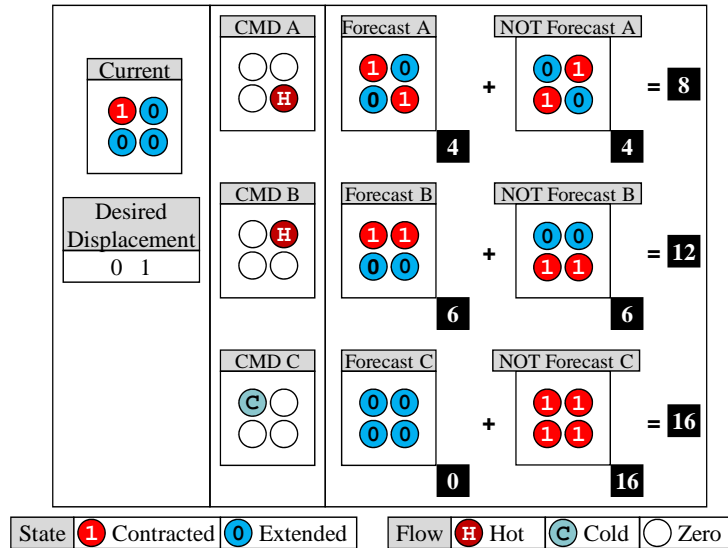 Current
1 0
0 0
Desired
Displacement
0 1
CMD A
H
Forecast A
1 0
0 1
4
+
NOT Forecast A
0 1
1 0
4
= 8
CMD B
H
Forecast B
1 1
0 0
6
+
NOT Forecast B
0 0
1 1
6
= 12
CMD C
C
Forecast C
0 0
0 0
0
+
NOT Forecast C
1 1
1 1
16
= 16
State 1 Contracted 0 Extended
Flow H Hot C Cold Zero